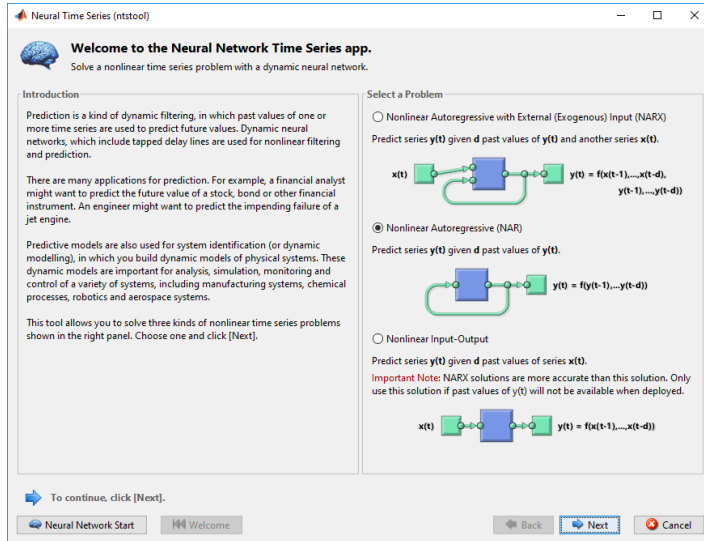 Neural Time Series (ntstool)
Welcome to the Neural Network Time Series app.
Solve a nonlinear time series problem with a dynamic neural network.
Introduction
Prediction is a kind of dynamic filtering, in which past values of one or
more time series are used to predict future values. Dynamic neural
networks, which include tapped delay lines are used for nonlinear filtering
and prediction.
There are many applications for prediction. For example, a financial analyst
might want to predict the future value of a stock, bond or other financial
instrument. An engineer might want to predict the impending failure of a
jet engine.
Predictive models are also used for system identification (or dynamic
modelling), in which you build dynamic models of physical systems. These
dynamic models are important for analysis, simulation, monitoring and
control of a variety of systems, including manufacturing systems, chemical
processes, robotics and aerospace systems.
This tool allows you to solve three kinds of nonlinear time series problems
shown in the right panel. Choose one and click [Next].
Select a Problem
Nonlinear Autoregressive with External (Exogenous) Input (NARX)
Predict series y(t) given d past values of y(t) and another series x(t).
x(t)
y(t) = f(x(t-1),...,x(t-d),
y(t-1),...,y(t-d))
Nonlinear Autoregressive (NAR)
Predict series y(t) given d past values of y(t).
y(t) = f(y(t-1),...y(t-d))
Nonlinear Input-Output
Predict series y(t) given d past values of series x(t).
Important Note: NARX solutions are more accurate than this solution. Only
use this solution if past values of y(t) will not be available when deployed.
x(t)
y(t) = f(x(t-1),...,x(t-d))
To continue, click [Next].
Neural Network Start
Welcome
Back
Next
Cancel